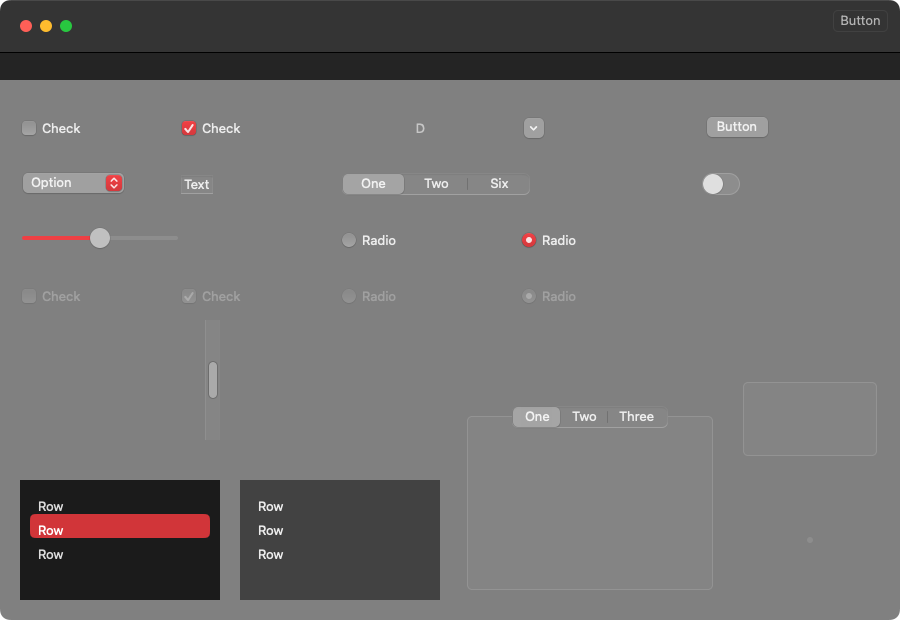 Button
Check
Check
D
Button
Option
Text
One
Two
Six
Radio
Radio
Check
Check
Radio
Radio
One
Two
Three
Row
Row
Row
Row
Row
Row